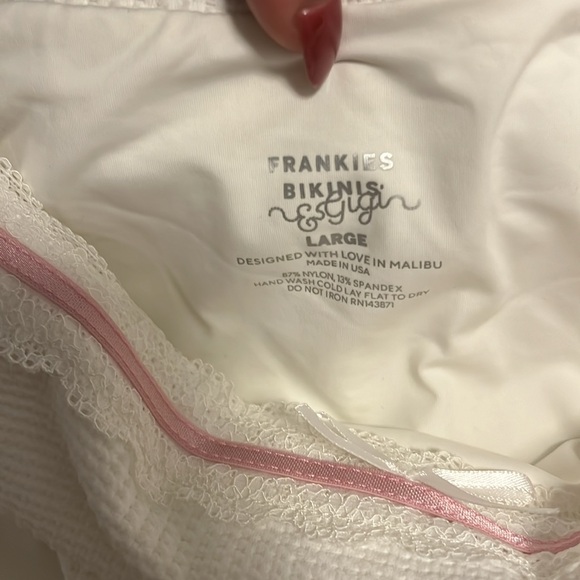 FRANKIES
BIKINIS
&Gigi
LARGE
DESIGNED WITH LOVE IN MALIBU
MADE IN USA
87% NYLON, 13% SPANDEX
HAND WASH COLD LAY FLAT TO DRY
DO NOT IRON RN143871